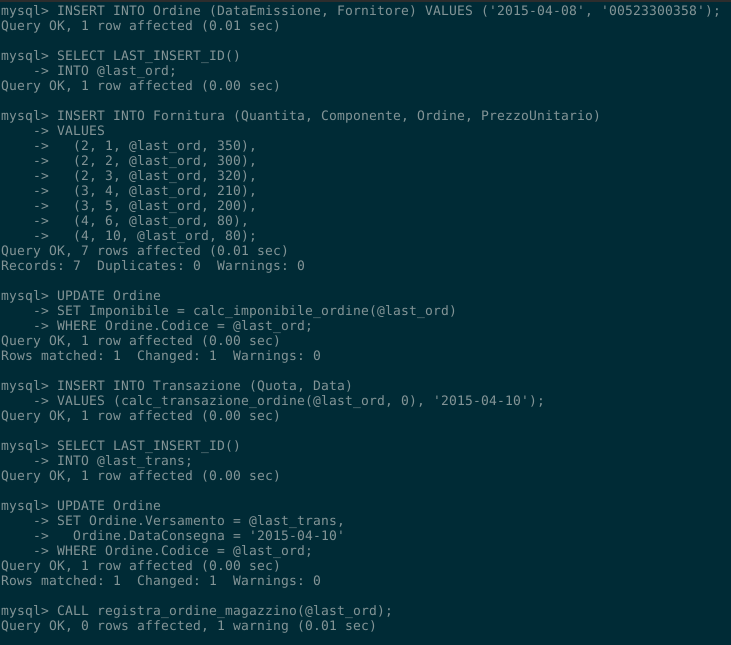 mysql> INSERT INTO Ordine (DataEmissione, Fornitore) VALUES ('2015-04-08', '00523300358');
Query OK, 1 row affected (0.01 sec)

mysql> SELECT LAST_INSERT_ID()
    -> INTO @last_ord;
Query OK, 1 row affected (0.00 sec)

mysql> INSERT INTO Fornitura (Quantita, Componente, Ordine, PrezzoUnitario)
    -> VALUES
    ->   (2, 1, @last_ord, 350),
    ->   (2, 2, @last_ord, 300),
    ->   (2, 3, @last_ord, 320),
    ->   (3, 4, @last_ord, 210),
    ->   (3, 5, @last_ord, 200),
    ->   (4, 6, @last_ord, 80),
    ->   (4, 10, @last_ord, 80);
Query OK, 7 rows affected (0.01 sec)
Records: 7  Duplicates: 0  Warnings: 0

mysql> UPDATE Ordine
    -> SET Imponibile = calc_imponibile_ordine(@last_ord)
    -> WHERE Ordine.Codice = @last_ord;
Query OK, 1 row affected (0.00 sec)
Rows matched: 1  Changed: 1  Warnings: 0

mysql> INSERT INTO Transazione (Quota, Data)
    -> VALUES (calc_transazione_ordine(@last_ord, 0), '2015-04-10');
Query OK, 1 row affected (0.00 sec)

mysql> SELECT LAST_INSERT_ID()
    -> INTO @last_trans;
Query OK, 1 row affected (0.00 sec)

mysql> UPDATE Ordine
    -> SET Ordine.Versamento = @last_trans,
    ->   Ordine.DataConsegna = '2015-04-10'
    -> WHERE Ordine.Codice = @last_ord;
Query OK, 1 row affected (0.00 sec)
Rows matched: 1  Changed: 1  Warnings: 0

mysql> CALL registra_ordine_magazzino(@last_ord);
Query OK, 0 rows affected, 1 warning (0.01 sec)